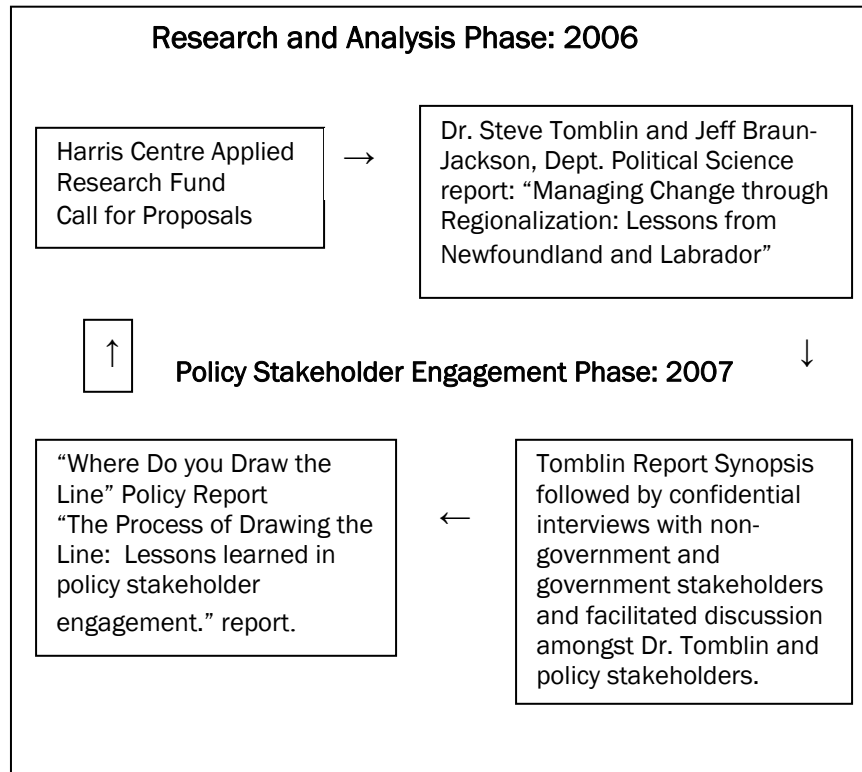 Research and Analysis Phase: 2006
Harris Centre Applied
Research Fund
Call for Proposals
→
Dr. Steve Tomblin and Jeff Braun-
Jackson, Dept. Political Science
report: “Managing Change through
Regionalization: Lessons from
Newfoundland and Labrador”
↑
Policy Stakeholder Engagement Phase: 2007
↓
“Where Do you Draw the
Line” Policy Report
“The Process of Drawing the
Line:  Lessons learned in
policy stakeholder
engagement.” report.
←
Tomblin Report Synopsis
followed by confidential
interviews with non-
government and
government stakeholders
and facilitated discussion
amongst Dr. Tomblin and
policy stakeholders.